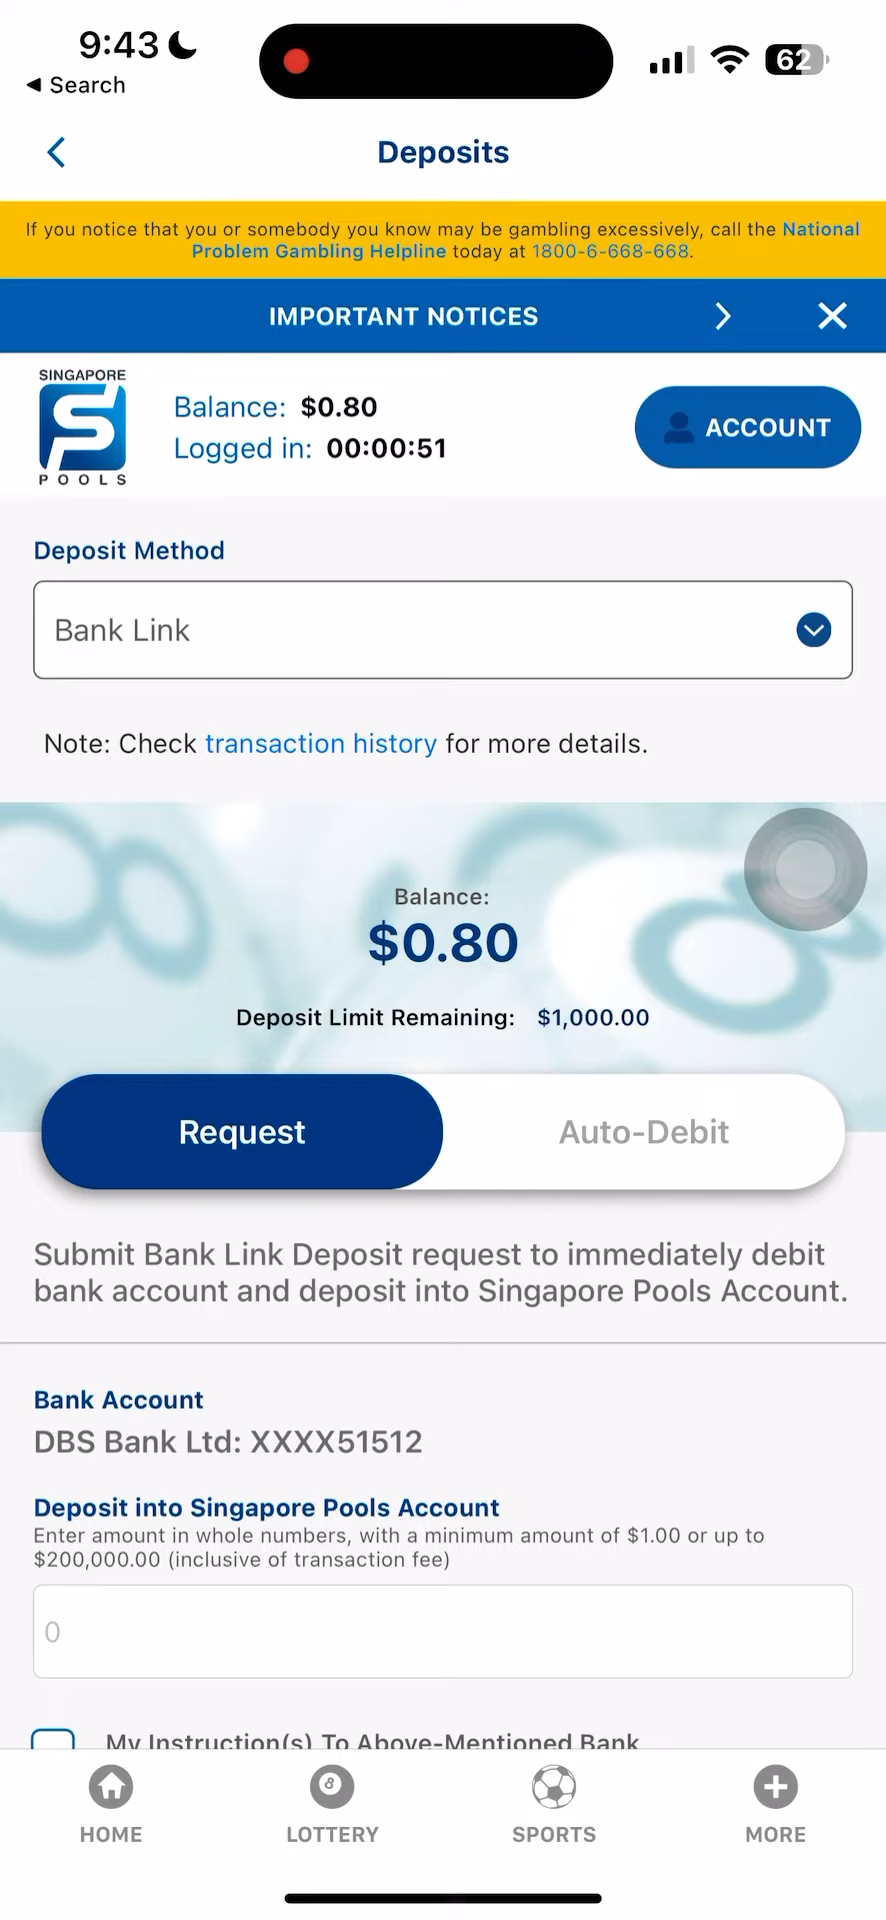 9:43
62
Search
Deposits
If you notice that you or somebody you know may be gambling excessively, call the National
Problem Gambling Helpline today at 1800-6-668-668.
IMPORTANT NOTICES
SINGAPORE
POOLS
Balance: $0.80
Logged in: 00:00:51
ACCOUNT
Deposit Method
Bank Link
Note: Check transaction history for more details.
Balance:
$0.80
Deposit Limit Remaining: $1,000.00
Request
Auto-Debit
Submit Bank Link Deposit request to immediately debit
bank account and deposit into Singapore Pools Account.
Bank Account
DBS Bank Ltd: XXXX51512
Deposit into Singapore Pools Account
Enter amount in whole numbers, with a minimum amount of $1.00 or up to
$200,000.00 (inclusive of transaction fee)
0
My Instruction(s) To Above-Mentioned Bank
HOME
LOTTERY
SPORTS
MORE